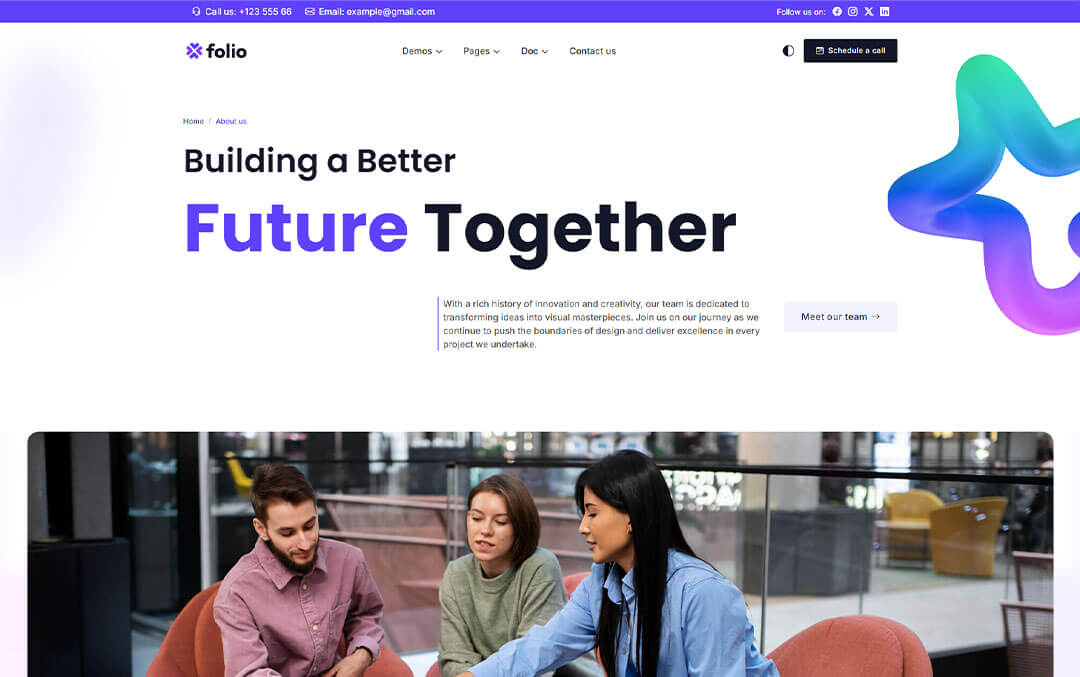 Call us: +123 555 66 Email: example@gmail.com Follow us on:
folio Demos Pages Doc Contact us Schedule a call
Home / About us
Building a Better
Future Together
With a rich history of innovation and creativity, our team is dedicated to
transforming ideas into visual masterpieces. Join us on our journey as we
continue to push the boundaries of design and deliver excellence in every
project we undertake.
Meet our team →